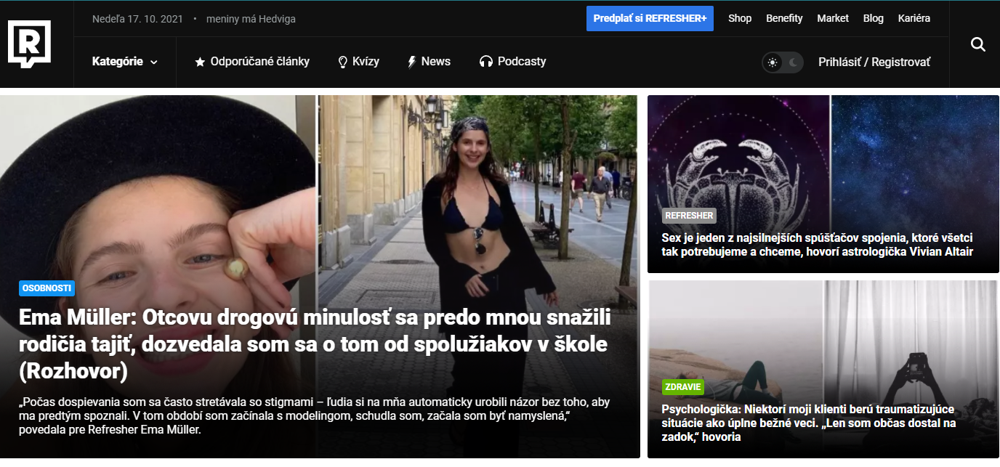 Nedeľa 17. 10. 2021 • meniny má Hedviga
Predplať si REFRESHER+
Shop
Benefity
Market
Blog
Kariéra
R
Kategórie
Odporúčané články
Kvízy
News
Podcasty
Prihlásiť / Registrovať
OSOBNOSTI
Ema Müller: Otcovu drogovú minulosť sa predo mnou snažili
rodičia tajiť, dozvedala som sa o tom od spolužiakov v škole
(Rozhovor)
„Počas dospievania som sa často stretávala so stigmami – ľudia si na mňa automaticky urobili názor bez toho, aby
ma predtým spoznali. V tom období som začínala s modelingom, schudla som, začala som byť namyslená,“
povedala pre Refresher Ema Müller.
REFRESHER
Sex je jeden z najsilnejších spúšťačov spojenia, ktoré všetci
tak potrebujeme a chceme, hovorí astrologička Vivian Altair
ZDRAVIE
Psychologička: Niektorí moji klienti berú traumatizujúce
situácie ako úplne bežné veci. „Len som občas dostal na
zadok,“ hovoria